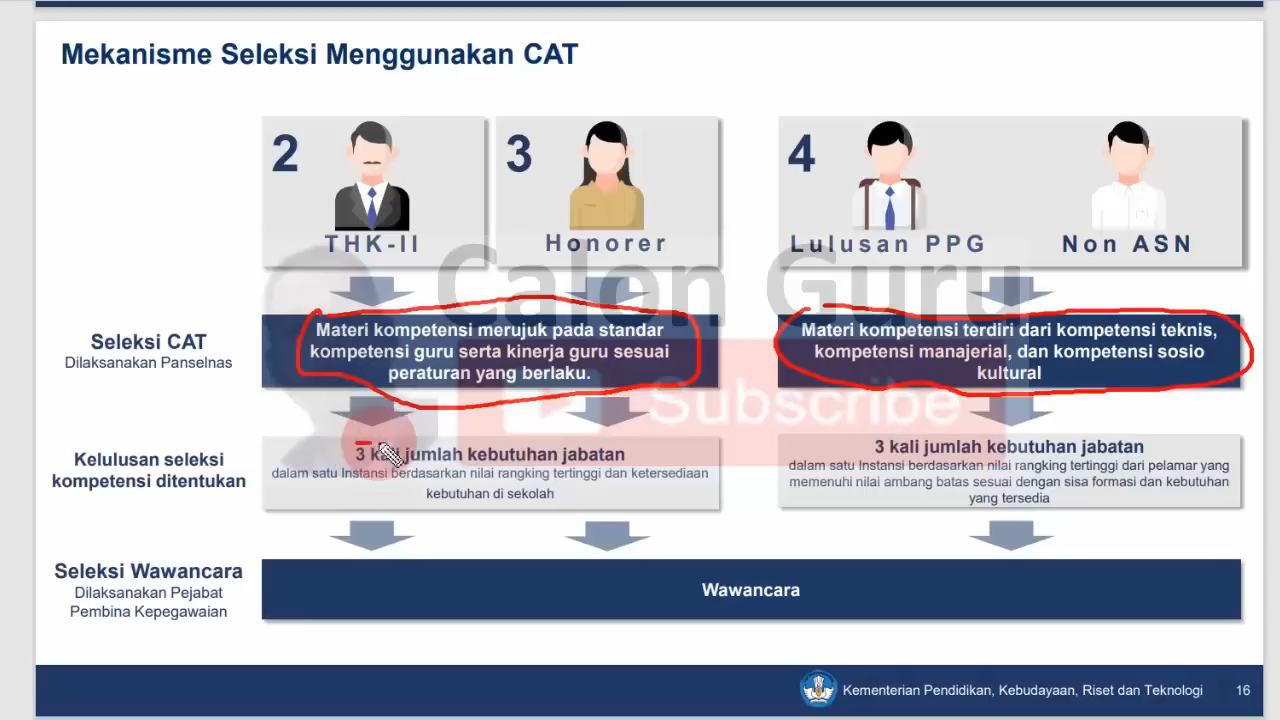 Mekanisme Seleksi Menggunakan CAT
2
THK-II
3
Honorer
4
Lulusan PPG
Non ASN
Calon Guru
Subscribe
Seleksi CAT
Dilaksanakan Panselnas
Materi kompetensi merujuk pada standar
kompetensi guru serta kinerja guru sesuai
peraturan yang berlaku.
Materi kompetensi terdiri dari kompetensi teknis,
kompetensi manajerial, dan kompetensi sosio
kultural
Kelulusan seleksi
kompetensi ditentukan
3 kali jumlah kebutuhan jabatan
dalam satu Instansi berdasarkan nilai rangking tertinggi dan ketersediaan
kebutuhan di sekolah
3 kali jumlah kebutuhan jabatan
dalam satu Instansi berdasarkan nilai rangking tertinggi dari pelamar yang
memenuhi nilai ambang batas sesuai dengan sisa formasi dan kebutuhan
yang tersedia
Seleksi Wawancara
Dilaksanakan Pejabat
Pembina Kepegawaian
Wawancara
Kementerian Pendidikan, Kebudayaan, Riset dan Teknologi
16